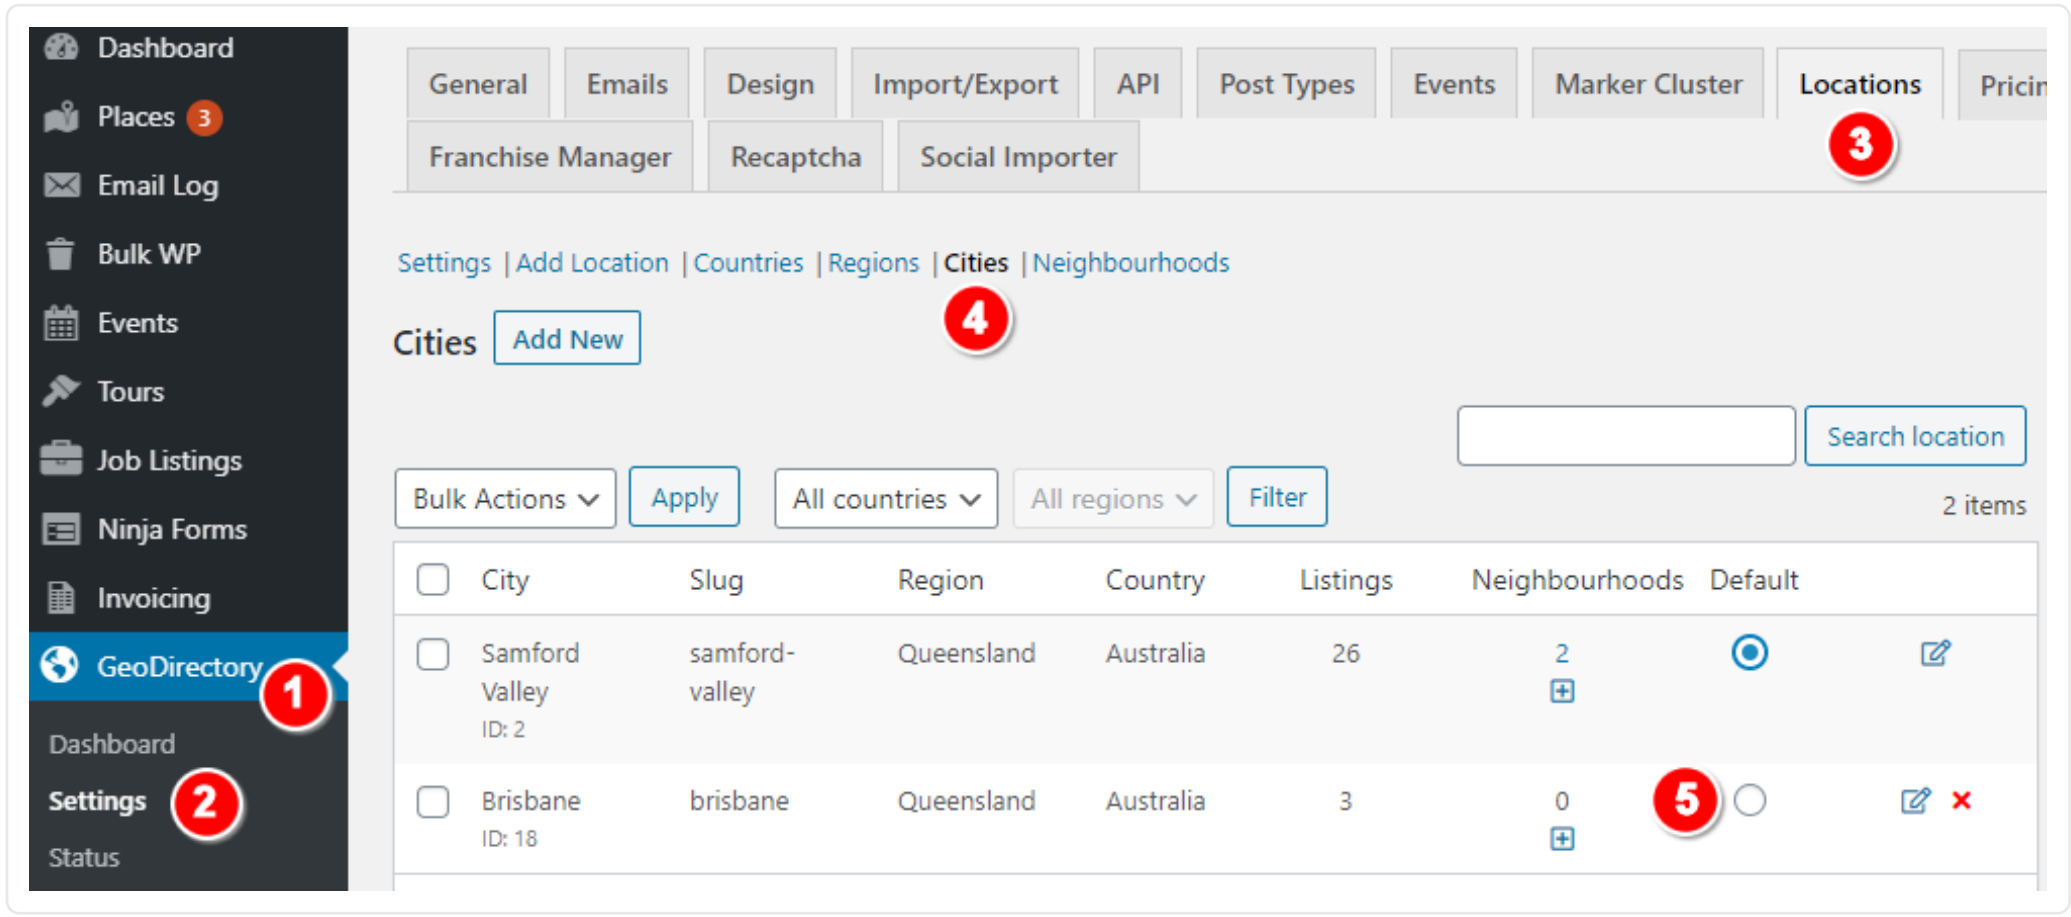 Dashboard
Places 3
Email Log
Bulk WP
Events
Tours
Job Listings
Ninja Forms
Invoicing
GeoDirectory
1
Dashboard
Settings 2
Status
General Emails Design Import/Export API Post Types Events Marker Cluster Locations Pricin
3
Franchise Manager Recaptcha Social Importer
Settings | Add Location | Countries | Regions | Cities | Neighbourhoods
4
Cities Add New
Search location
Bulk Actions Apply All countries All regions Filter
2 items
City Slug Region Country Listings Neighbourhoods Default
Samford samford- Queensland Australia 26 2
Valley valley
ID: 2
Brisbane brisbane Queensland Australia 3 0 5
ID: 18